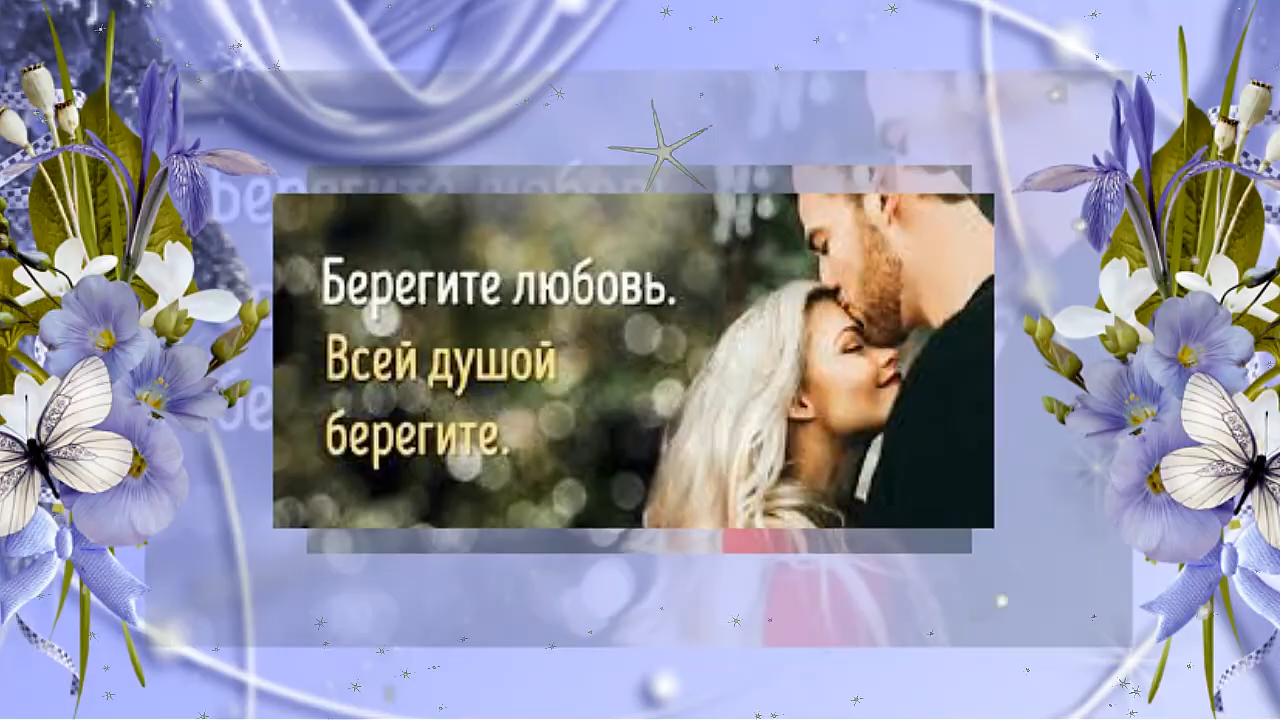 Берегите любовь.
Всей душой
берегите.